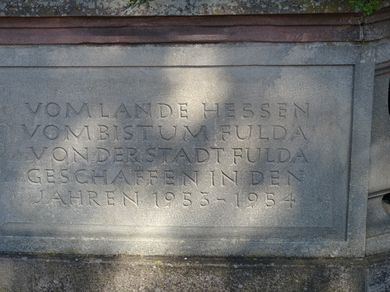 VOM LANDE HESSEN
VOM BISTUM FULDA
VON DER STADT FULDA
GESCHAFFEN IN DEN
JAHREN 1953-1954